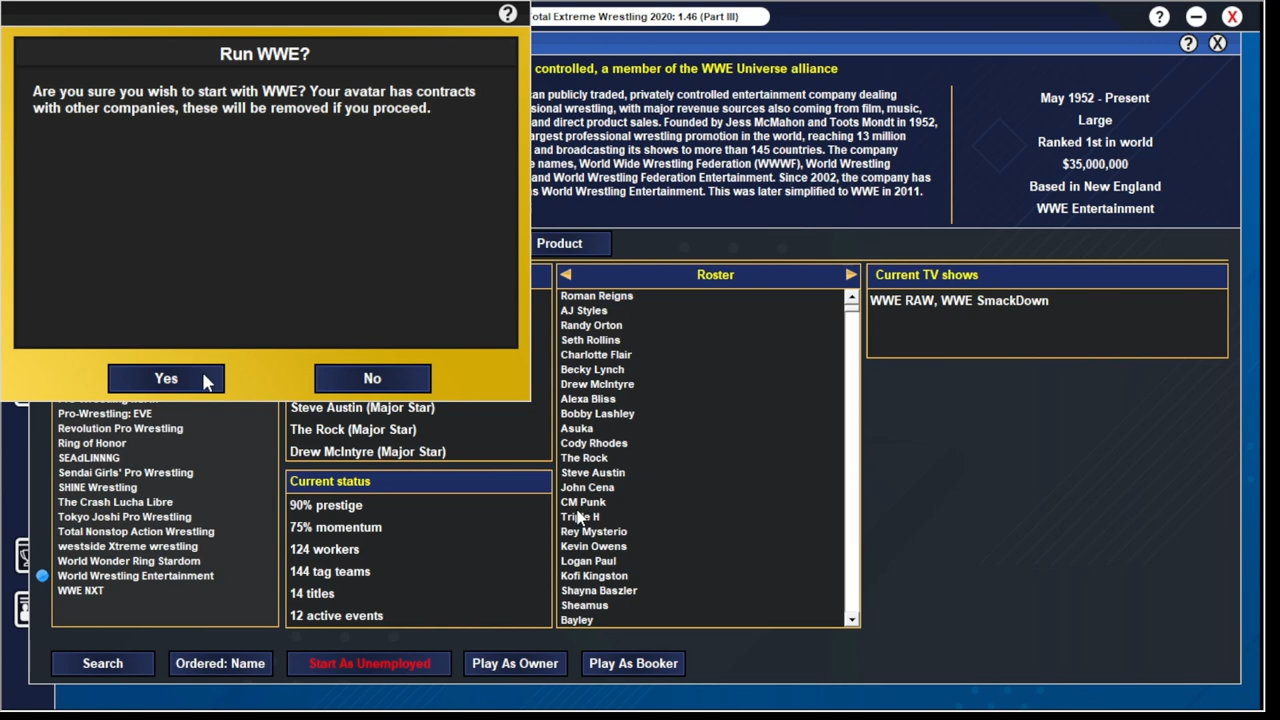 otal Extreme Wrestling 2020: 1.46 (Part III)
Run WWE?
Are you sure you wish to start with WWE? Your avatar has contracts
with other companies, these will be removed if you proceed.
Yes
No
controlled, a member of the WWE Universe alliance
an publicly traded, privately controlled entertainment company dealing
sional wrestling, with major revenue sources also coming from film, music,
and direct product sales. Founded by Jess McMahon and Toots Mondt in 1952,
argest professional wrestling promotion in the world, reaching 13 million
and broadcasting its shows to more than 145 countries. The company
e names, World Wide Wrestling Federation (WWWF), World Wrestling
and World Wrestling Federation Entertainment. Since 2002, the company has
s World Wrestling Entertainment. This was later simplified to WWE in 2011.
May 1952 - Present
Large
Ranked 1st in world
$35,000,000
Based in New England
WWE Entertainment
Product
Pro-Wrestling: EVE
Revolution Pro Wrestling
Ring of Honor
SEAdLINNNG
Sendai Girls' Pro Wrestling
SHINE Wrestling
The Crash Lucha Libre
Tokyo Joshi Pro Wrestling
Total Nonstop Action Wrestling
westside Xtreme wrestling
World Wonder Ring Stardom
World Wrestling Entertainment
WWE NXT
Steve Austin (Major Star)
The Rock (Major Star)
Drew McIntyre (Major Star)
Current status
90% prestige
75% momentum
124 workers
144 tag teams
14 titles
12 active events
Roster
Roman Reigns
AJ Styles
Randy Orton
Seth Rollins
Charlotte Flair
Becky Lynch
Drew McIntyre
Alexa Bliss
Bobby Lashley
Asuka
Cody Rhodes
The Rock
Steve Austin
John Cena
CM Punk
Triple H
Rey Mysterio
Kevin Owens
Logan Paul
Kofi Kingston
Shayna Baszler
Sheamus
Bayley
Current TV shows
WWE RAW, WWE SmackDown
Search
Ordered: Name
Start As Unemployed
Play As Owner
Play As Booker